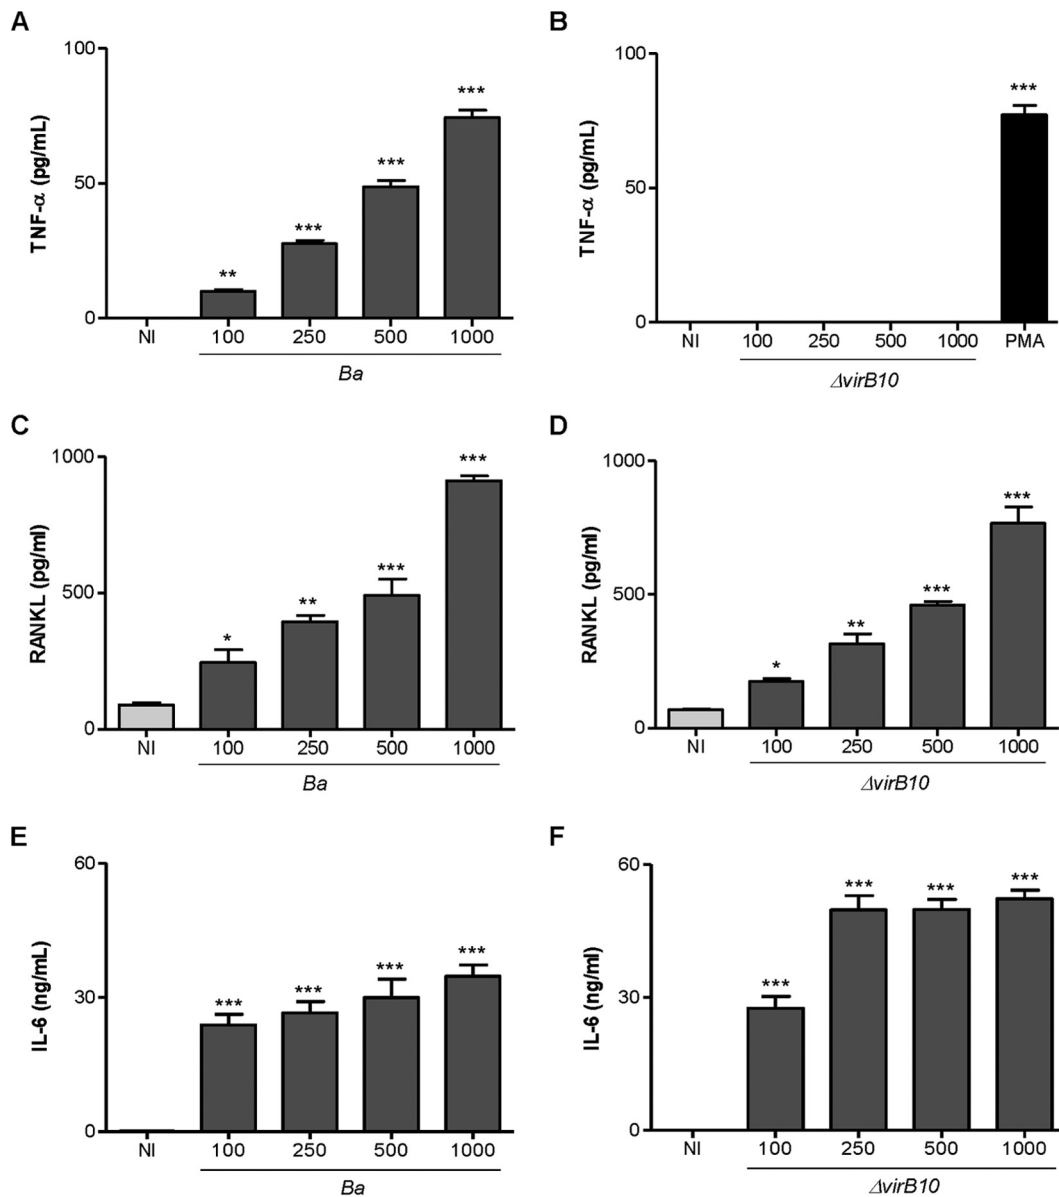 A
TNF-α (pg/mL)
100
50
0
**
***
***
***
NI 100 250 500 1000
Ba
B
TNF-α (pg/mL)
100
50
0
***
NI 100 250 500 1000 PMA
ΔvirB10
C
RANKL (pg/ml)
1000
500
0
*
**
***
***
NI 100 250 500 1000
Ba
D
RANKL (pg/ml)
1000
500
0
*
**
***
***
NI 100 250 500 1000
ΔvirB10
E
IL-6 (ng/mL)
60
30
0
***
***
***
***
NI 100 250 500 1000
Ba
F
IL-6 (ng/ml)
60
30
0
***
***
***
***
NI 100 250 500 1000
ΔvirB10